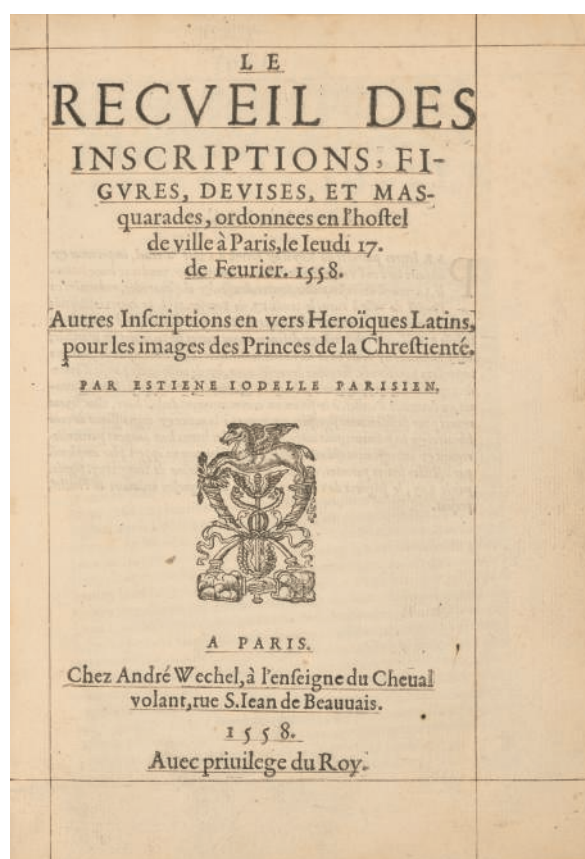 LE
RECVEIL DES
INSCRIPTIONS, FI-
GVRES, DEVISES, ET MAS-
quarades, ordonnees en l'hoſtel
de ville à Paris, le Ieudi 17.
de Feurier. 1558.
Autres Inſcriptions en vers Heroïques Latins,
pour les images des Princes de la Chreſtienté.
PAR ESTIENE IODELLE PARISIEN,
A PARIS.
Chez André Wechel, à l'enſeigne du Cheual
volant, rue S. Iean de Beauuais.
1558.
Auec priuilege du Roy.